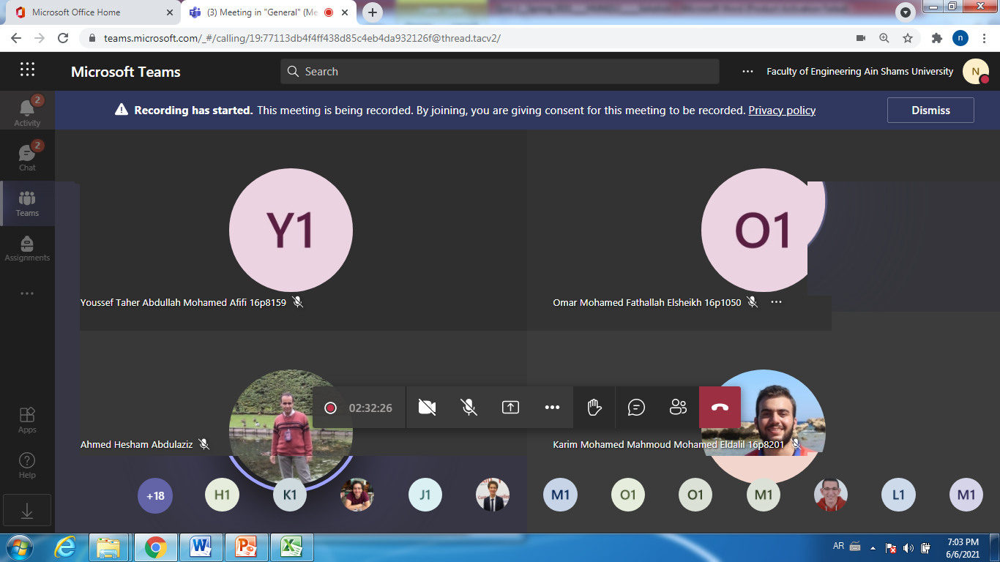 Microsoft Office Home
(3) Meeting in "General" (Me
teams.microsoft.com/_#/calling/19:77113db4f4ff438d85c4eb4da932126f@thread.tacv2/
n
Microsoft Teams
Search
Faculty of Engineering Ain Shams University
N
2
Activity
Recording has started. This meeting is being recorded. By joining, you are giving consent for this meeting to be recorded. Privacy policy
Dismiss
2
Chat
Teams
Assignments
Y1
O1
Youssef Taher Abdullah Mohamed Afifi 16p8159
Omar Mohamed Fathallah Elsheikh 16p1050
02:32:26
Ahmed Hesham Abdulaziz
Karim Mohamed Mahmoud Mohamed Eldalil 16p8201
Apps
Help
+18
H1
K1
J1
M1
O1
O1
M1
L1
M1
AR
7:03 PM
6/6/2021